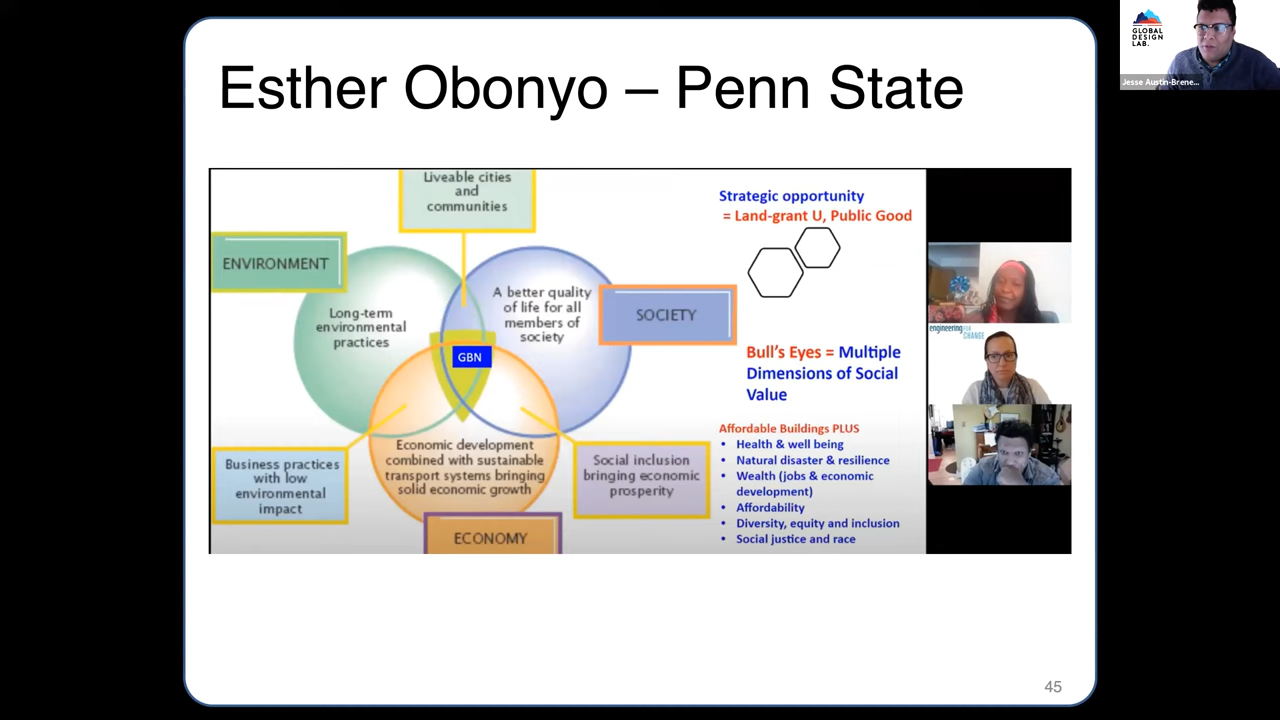 Esther Obonyo – Penn State
Liveable cities
and
communities
ENVIRONMENT
Long-term
environmental
practices
A better quality
of life for all
members of
society
SOCIETY
GBN
Economic development
combined with sustainable
transport systems bringing
solid economic growth
Business practices
with low
environmental
impact
Social inclusion
bringing economic
prosperity
ECONOMY
Strategic opportunity
= Land-grant U, Public Good
Bull's Eyes = Multiple
Dimensions of Social
Value
Affordable Buildings PLUS
• Health & well being
• Natural disaster & resilience
• Wealth (jobs & economic
development)
• Affordability
• Diversity, equity and inclusion
• Social justice and race
engineering FOR
CHANGE
45
GLOBAL
DESIGN
LAB.
Jesse Austin-Brene...